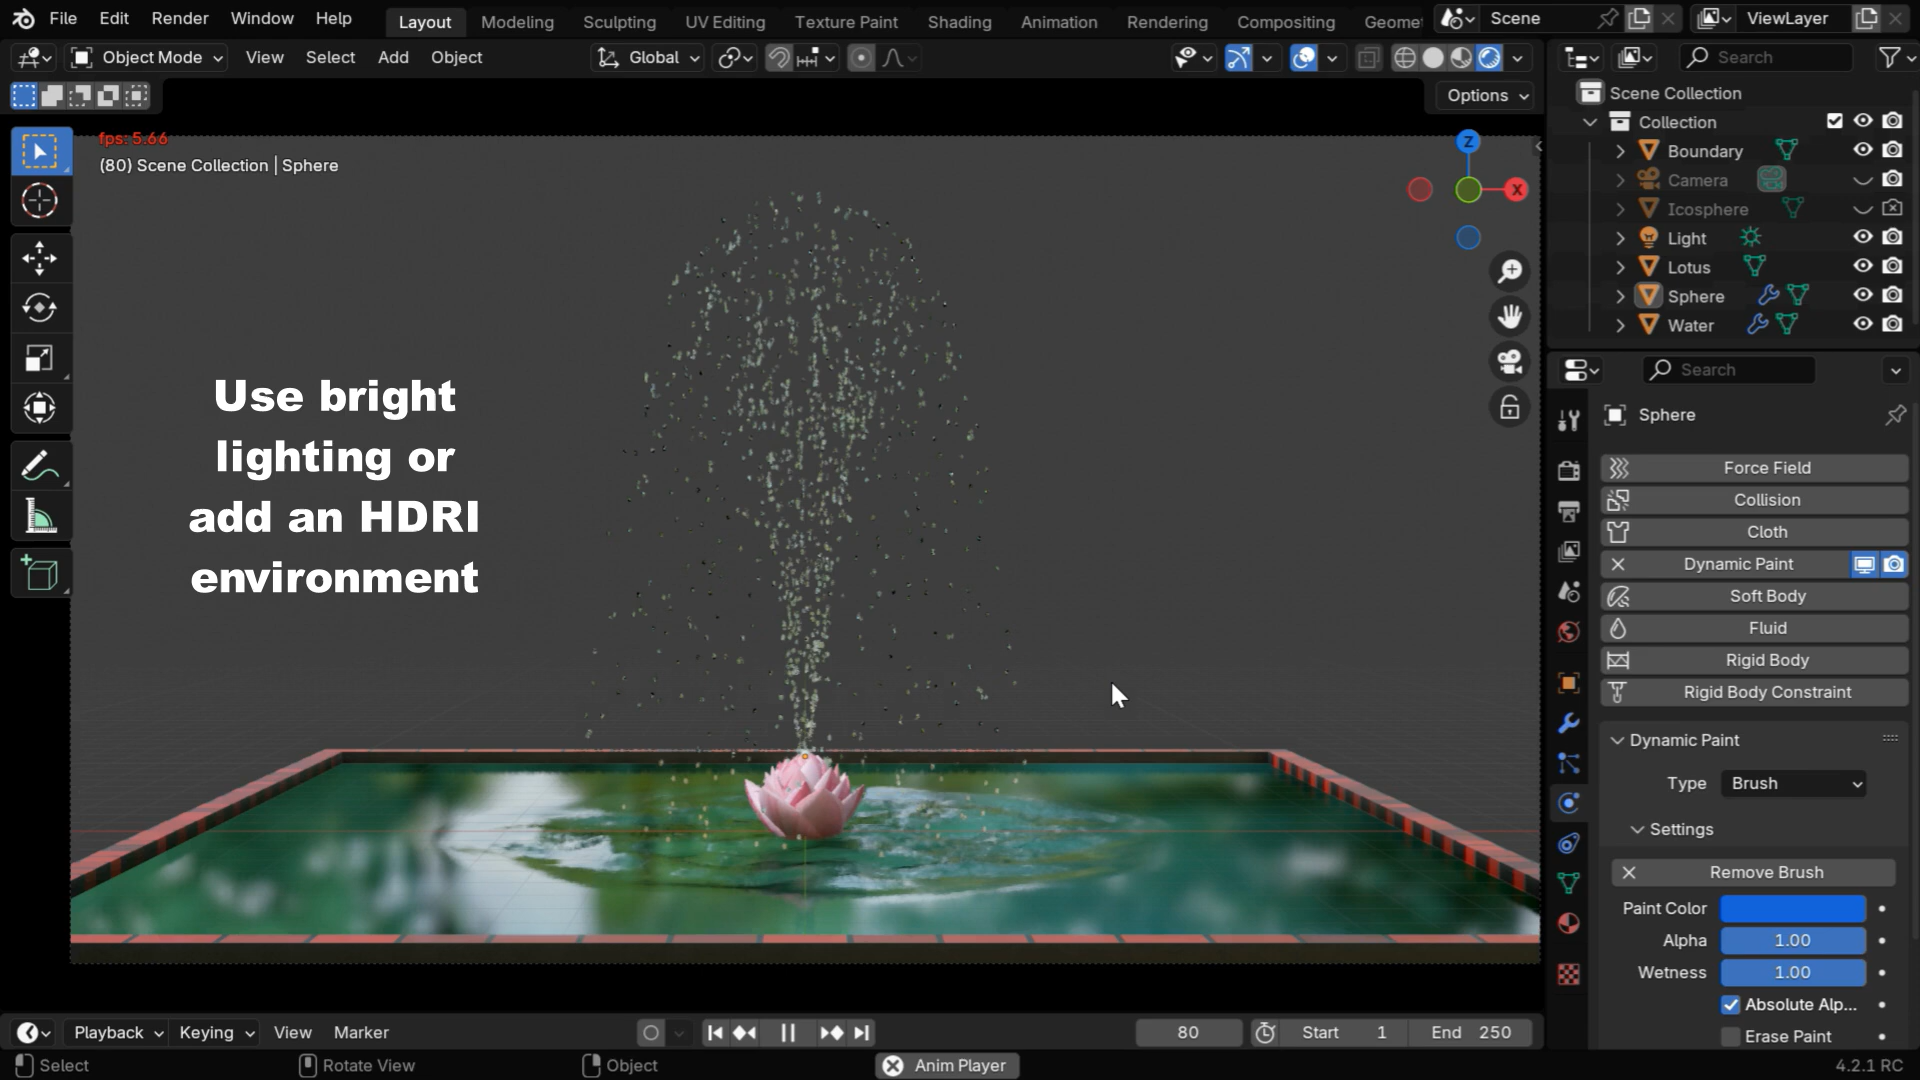 File Edit Render Window Help Layout Modeling Sculpting UV Editing Texture Paint Shading Animation Rendering Compositing Geome Scene ViewLayer
Object Mode View Select Add Object Global Search
Options
fps: 5.66
(80) Scene Collection | Sphere
Z
X
Use bright
lighting or
add an HDRI
environment
Scene Collection
Collection
Boundary
Camera
Icosphere
Light
Lotus
Sphere
Water
Search
Sphere
Force Field
Collision
Cloth
Dynamic Paint
Soft Body
Fluid
Rigid Body
Rigid Body Constraint
Dynamic Paint
Type Brush
Settings
Remove Brush
Paint Color
Alpha 1.00
Wetness 1.00
Absolute Alp...
Erase Paint
Playback Keying View Marker 80 Start 1 End 250
Select Rotate View Object Anim Player 4.2.1 RC